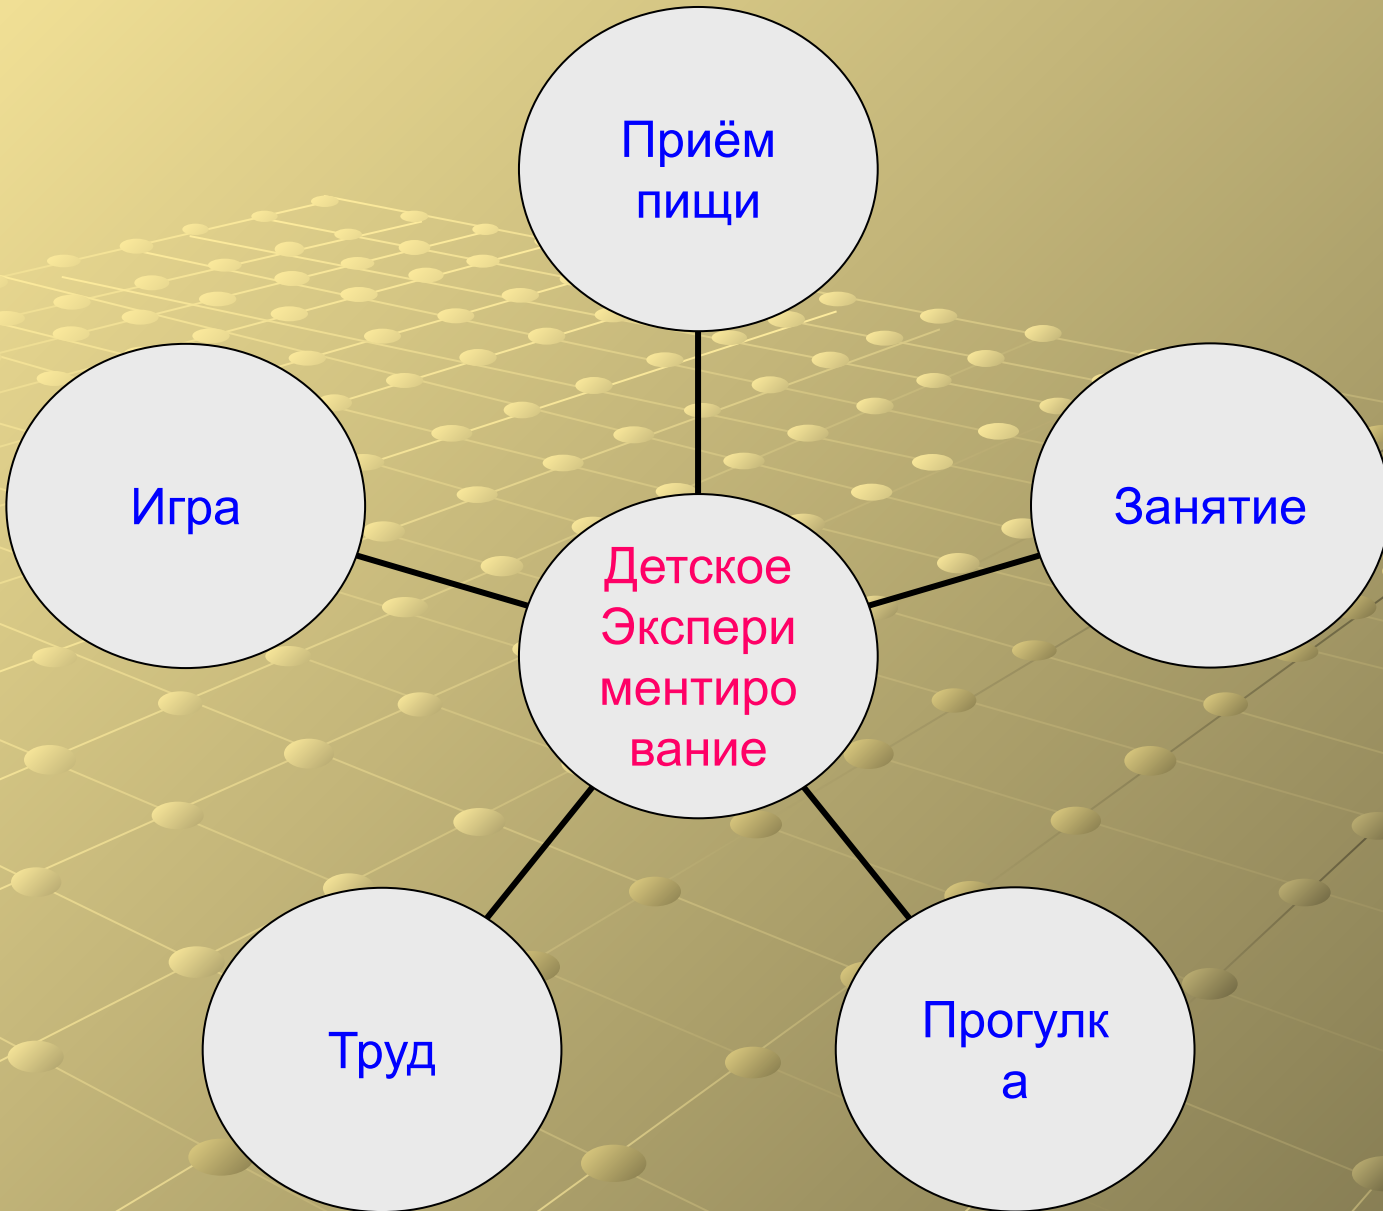 Приём
пищи
Игра
Занятие
Детское
Экспери
ментиро
вание
Труд
Прогулк
а